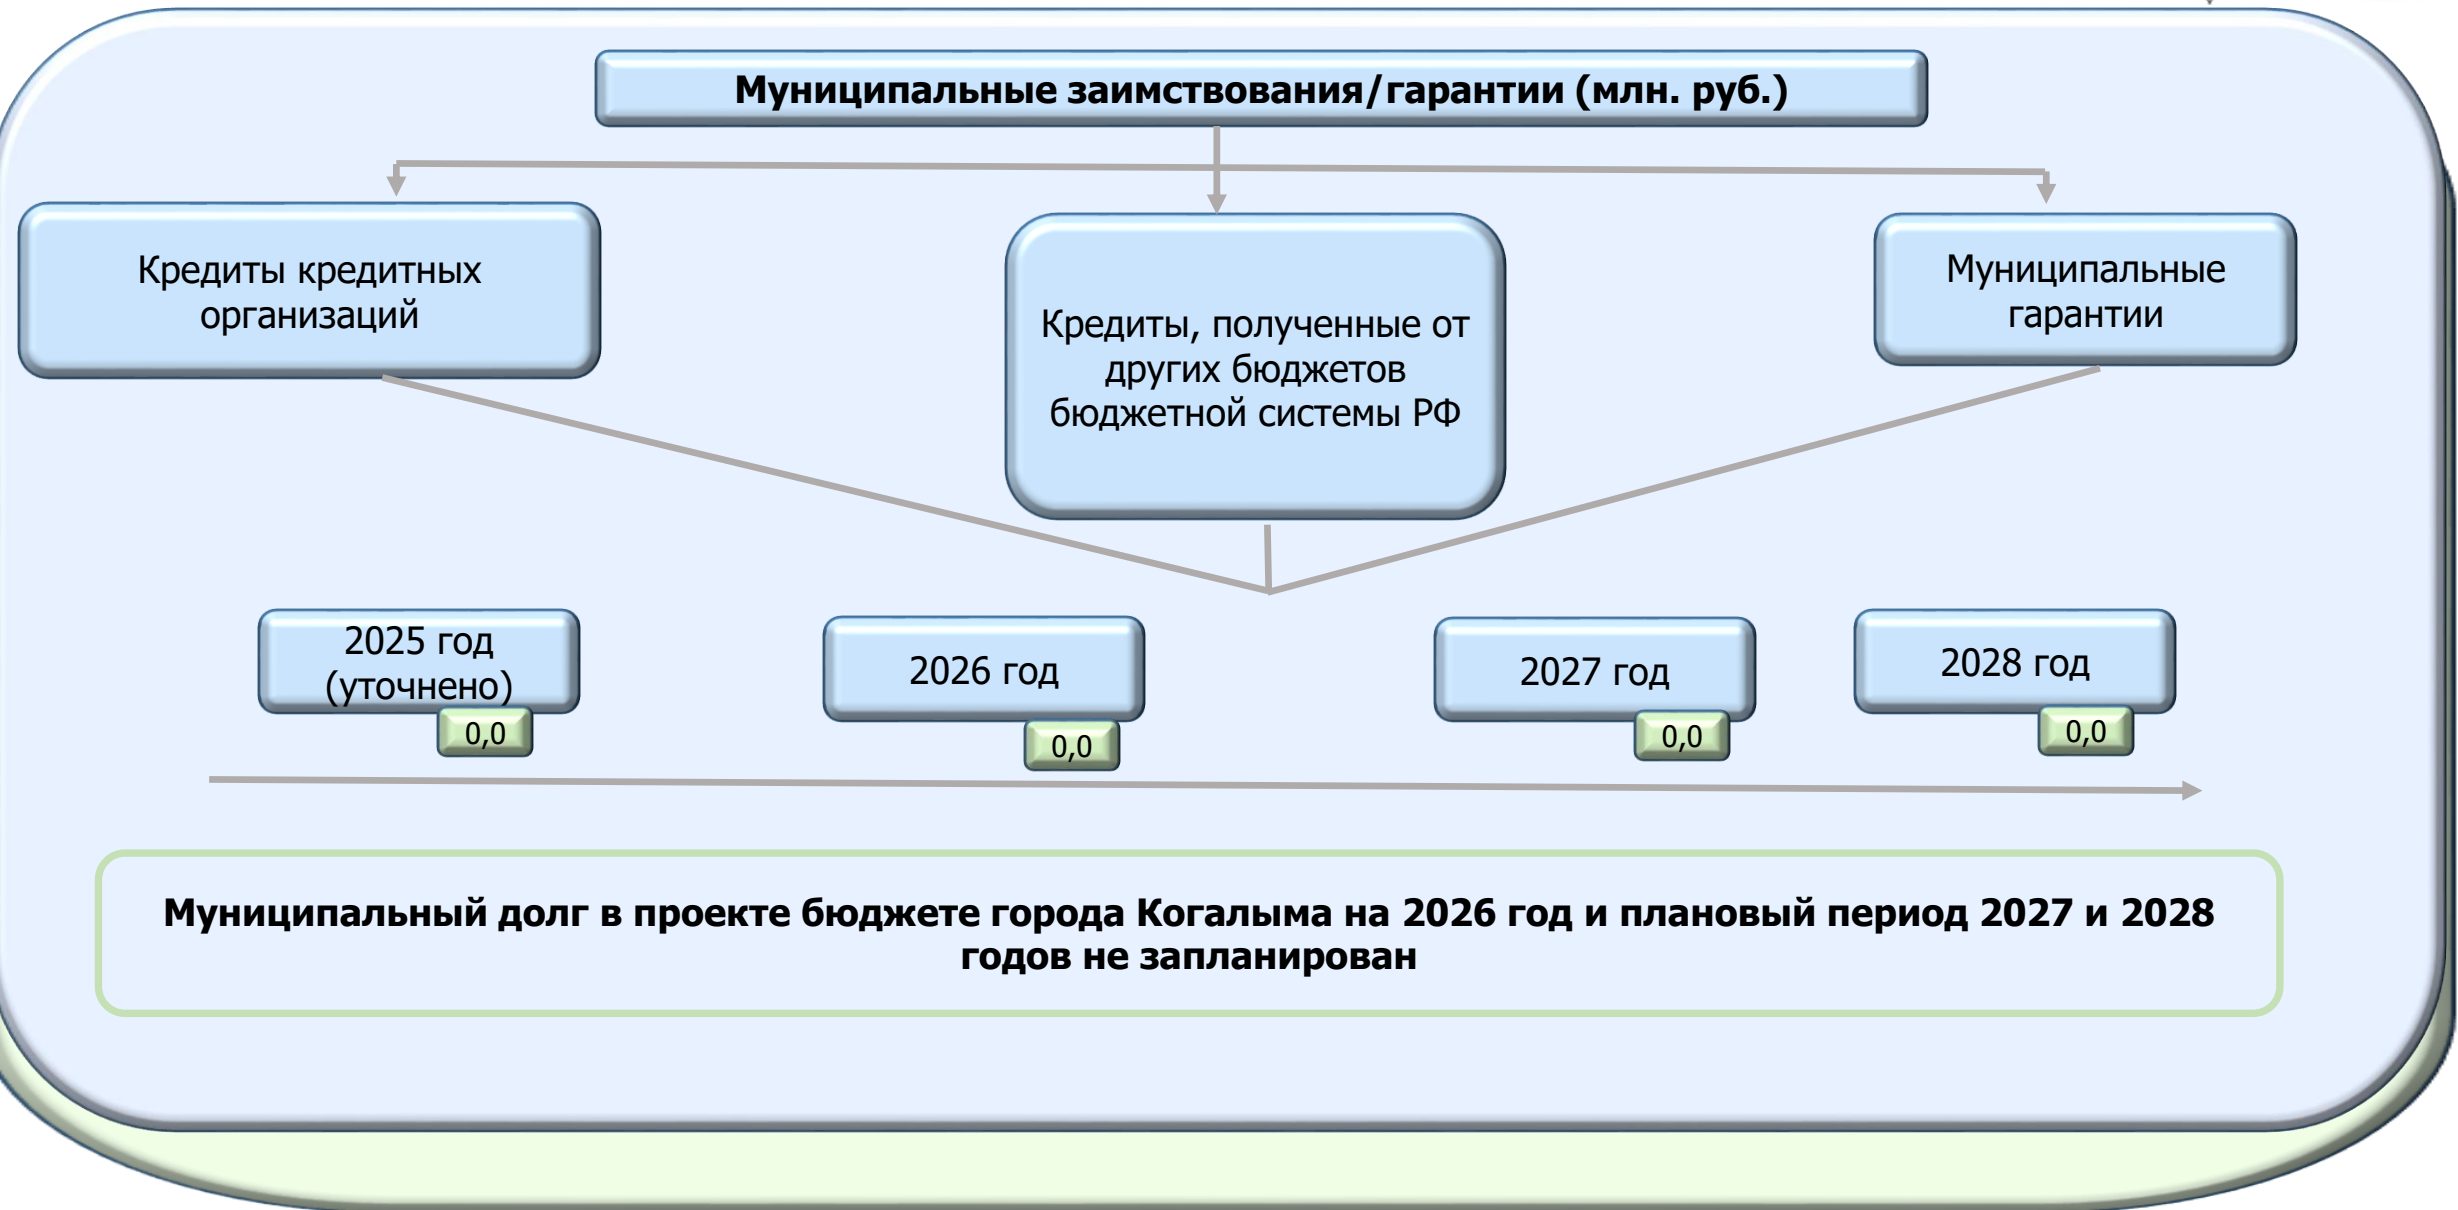 Муниципальные заимствования/гарантии (млн. руб.)
Кредиты кредитных
организаций
Кредиты, полученные от
других бюджетов
бюджетной системы РФ
Муниципальные
гарантии
2025 год
(уточнено)
0,0
2026 год
0,0
2027 год
0,0
2028 год
0,0
Муниципальный долг в проекте бюджете города Когалыма на 2026 год и плановый период 2027 и 2028
годов не запланирован